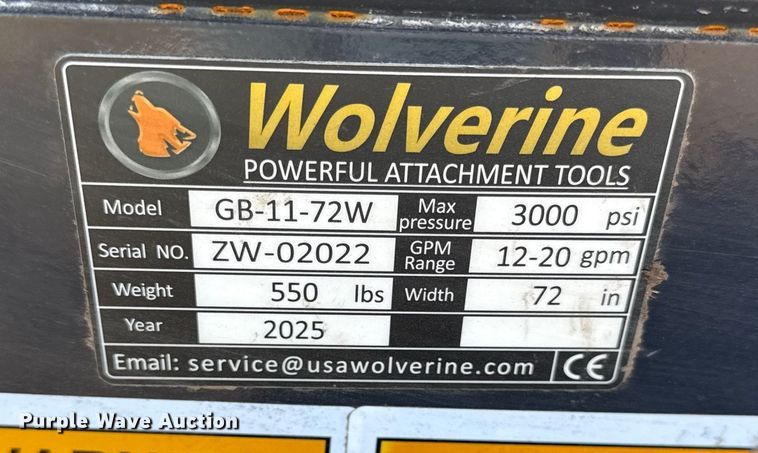 Wolverine
POWERFUL ATTACHMENT TOOLS
Model GB-11-72W Max pressure 3000 psi
Serial NO. ZW-02022 GPM Range 12-20 gpm
Weight 550 lbs Width 72 in
Year 2025
Email: service@usawolverine.com CE
Purple Wave Auction